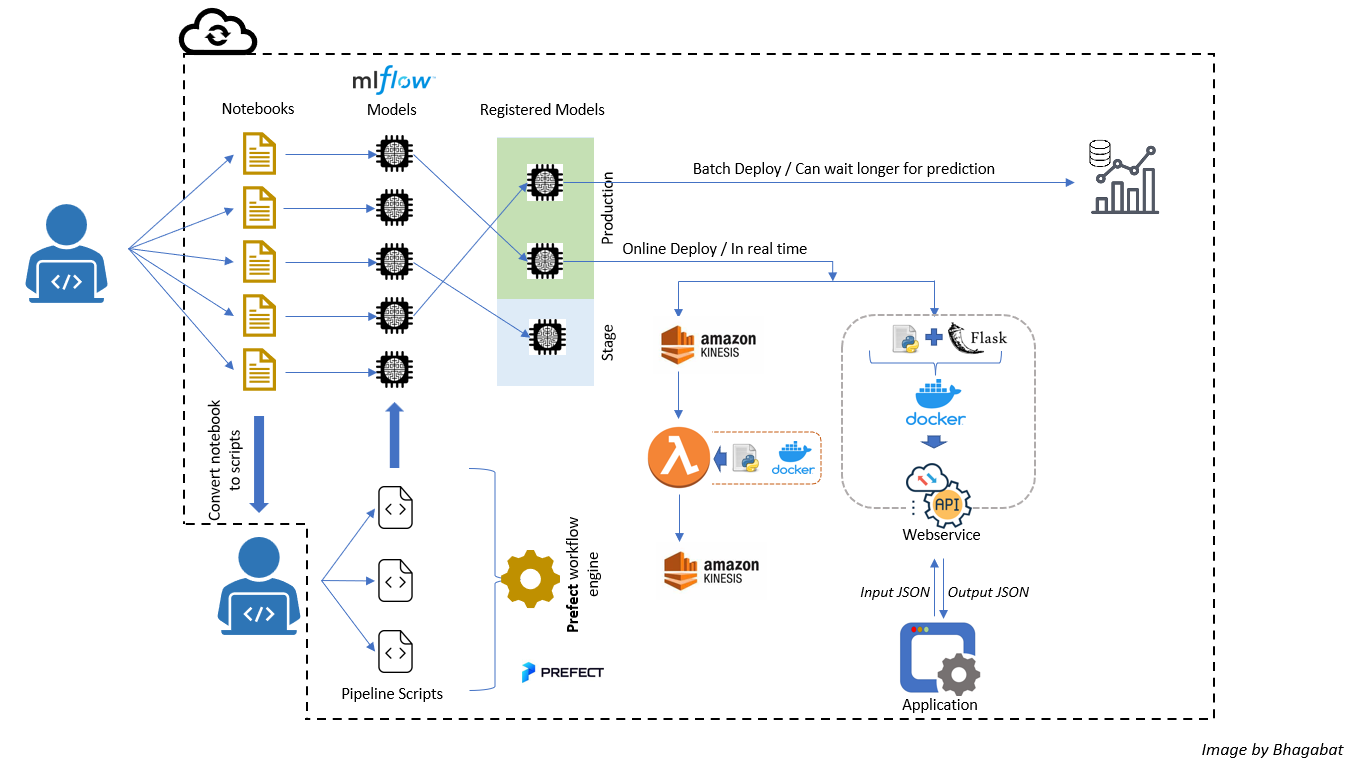 mlflow
Notebooks
Models
Registered Models
Batch Deploy / Can wait longer for prediction
Production
Online Deploy / In real time
Stage
amazon
KINESIS
Flask
docker
Convert notebook
to scripts
docker
API
Webservice
Prefect workflow
engine
amazon
KINESIS
Input JSON
Output JSON
PREFECT
Pipeline Scripts
Application
Image by Bhagabat